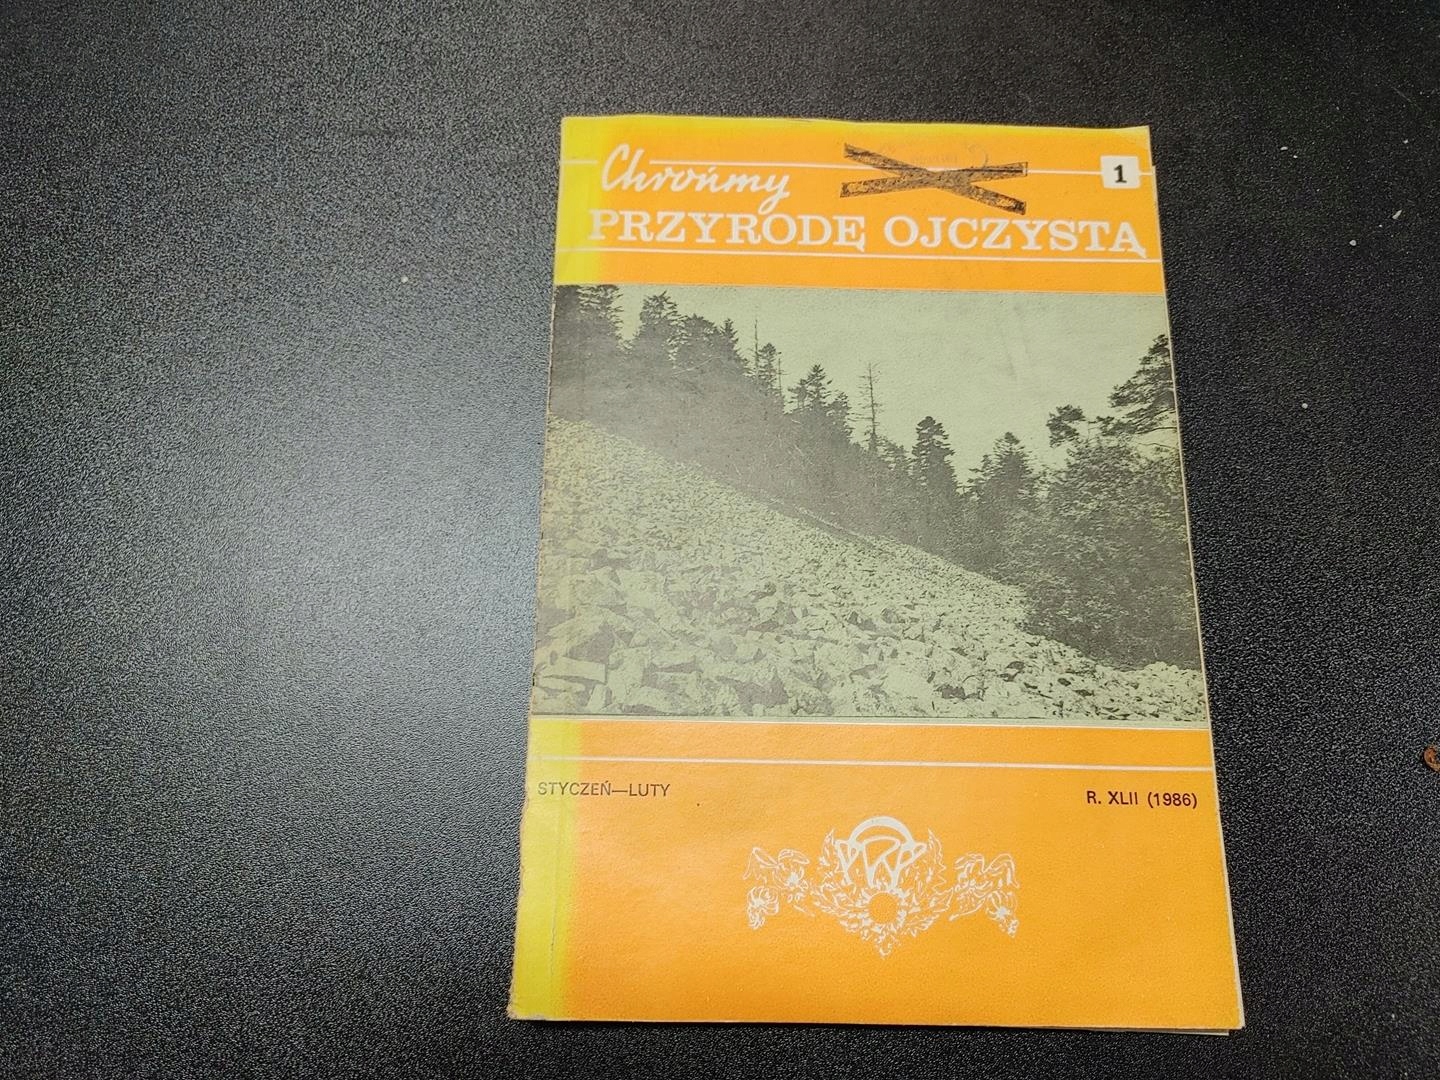 Chrońmy
1
PRZYRODĘ OJCZYSTĄ
STYCZEŃ—LUTY
R. XLII (1986)